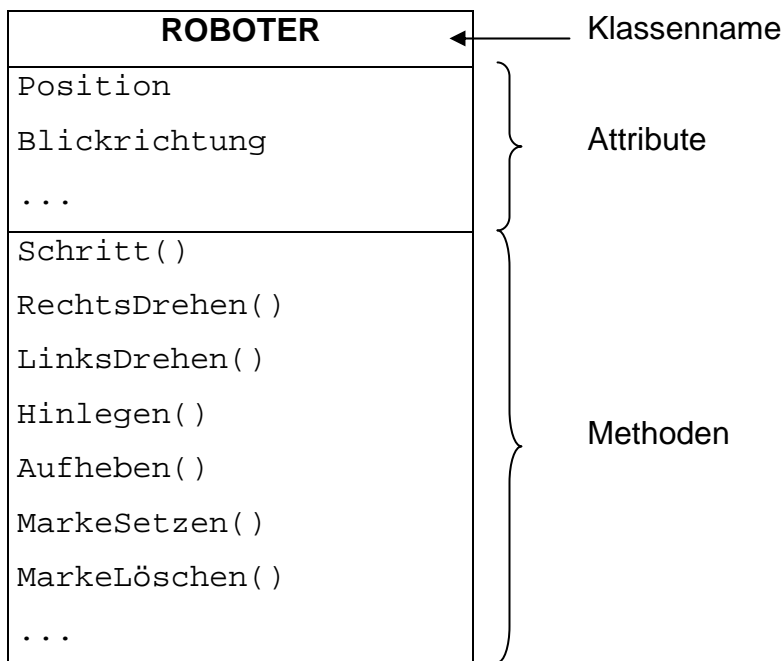 ROBOTER
Klassenname
Position
Blickrichtung
...
Attribute
Schritt()
RechtsDrehen()
LinksDrehen()
Hinlegen()
Aufheben()
MarkeSetzen()
MarkeLöschen()
...
Methoden